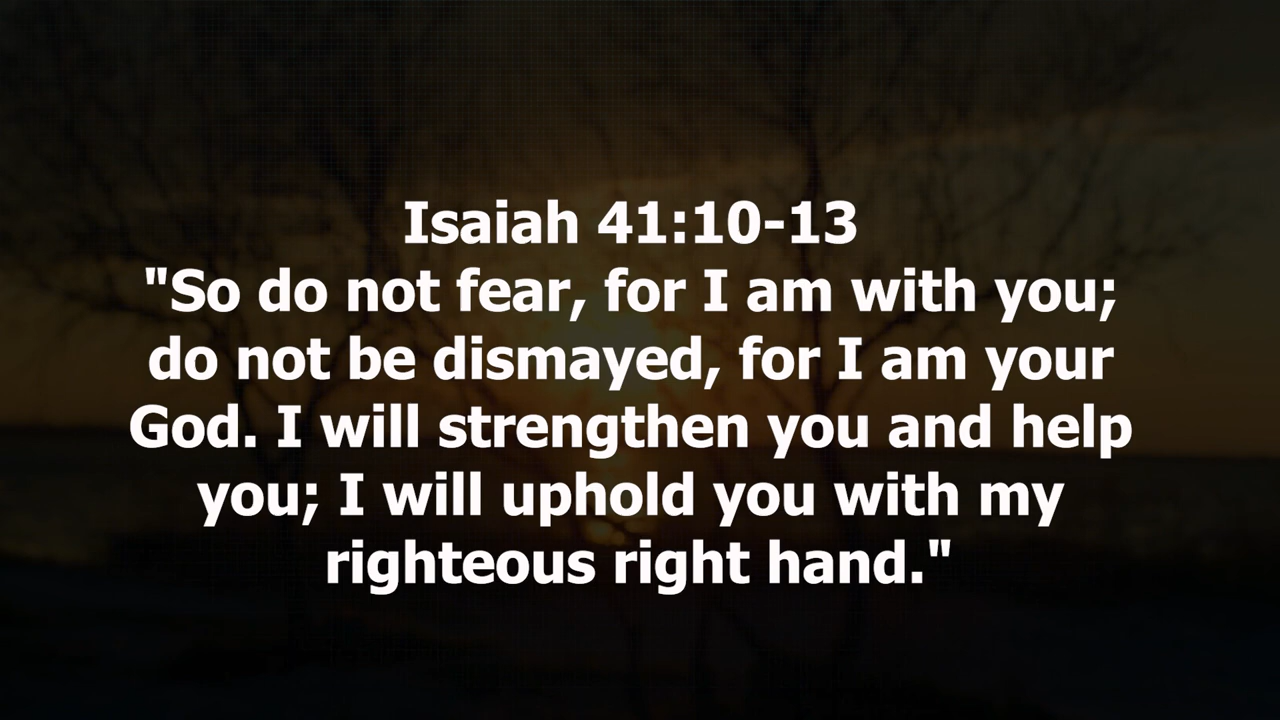 Isaiah 41:10-13
"So do not fear, for I am with you;
do not be dismayed, for I am your
God. I will strengthen you and help
you; I will uphold you with my
righteous right hand."